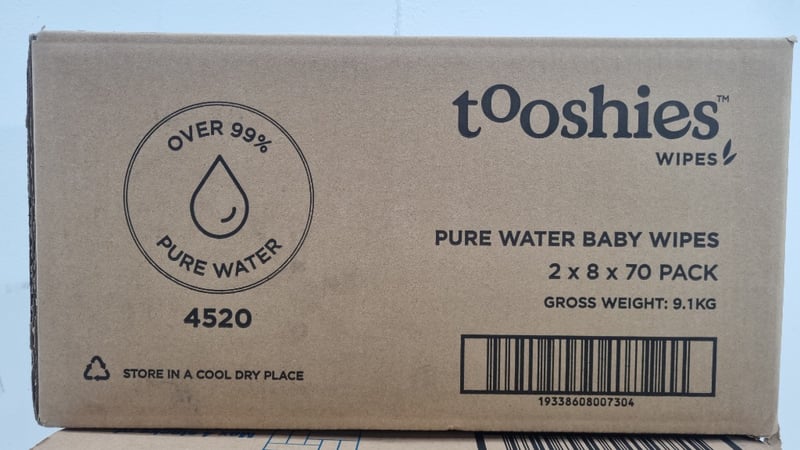 OVER 99%
PURE WATER
4520
STORE IN A COOL DRY PLACE
tooshies™
WIPES
PURE WATER BABY WIPES
2 x 8 x 70 PACK
GROSS WEIGHT: 9.1KG
19338608007304